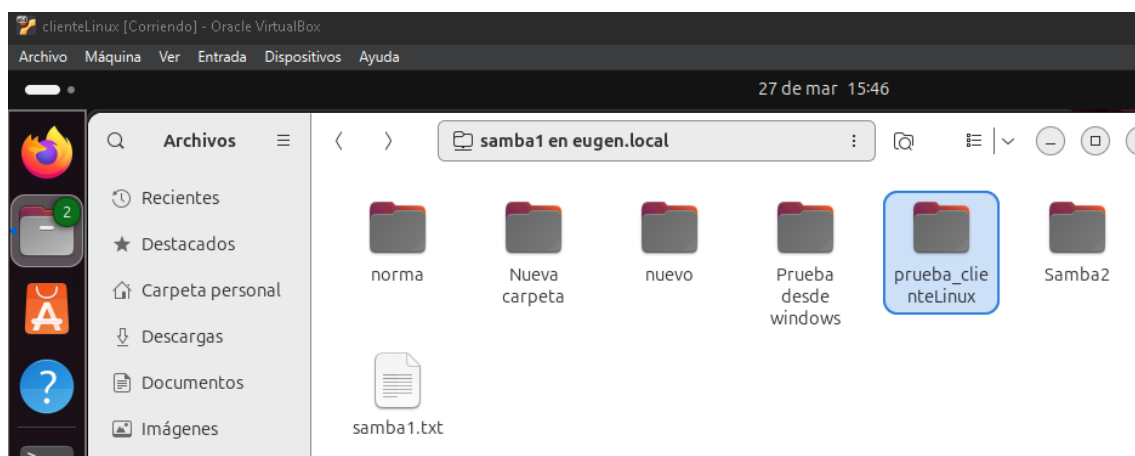 clienteLinux [Corriendo] - Oracle VirtualBox
Archivo Máquina Ver Entrada Dispositivos Ayuda
27 de mar 15:46
Archivos
samba1 en eugen.local
2
Recientes
Destacados
Carpeta personal
Descargas
Documentos
Imágenes
norma
Nueva
carpeta
nuevo
Prueba
desde
windows
prueba_clie
nteLinux
Samba2
samba1.txt